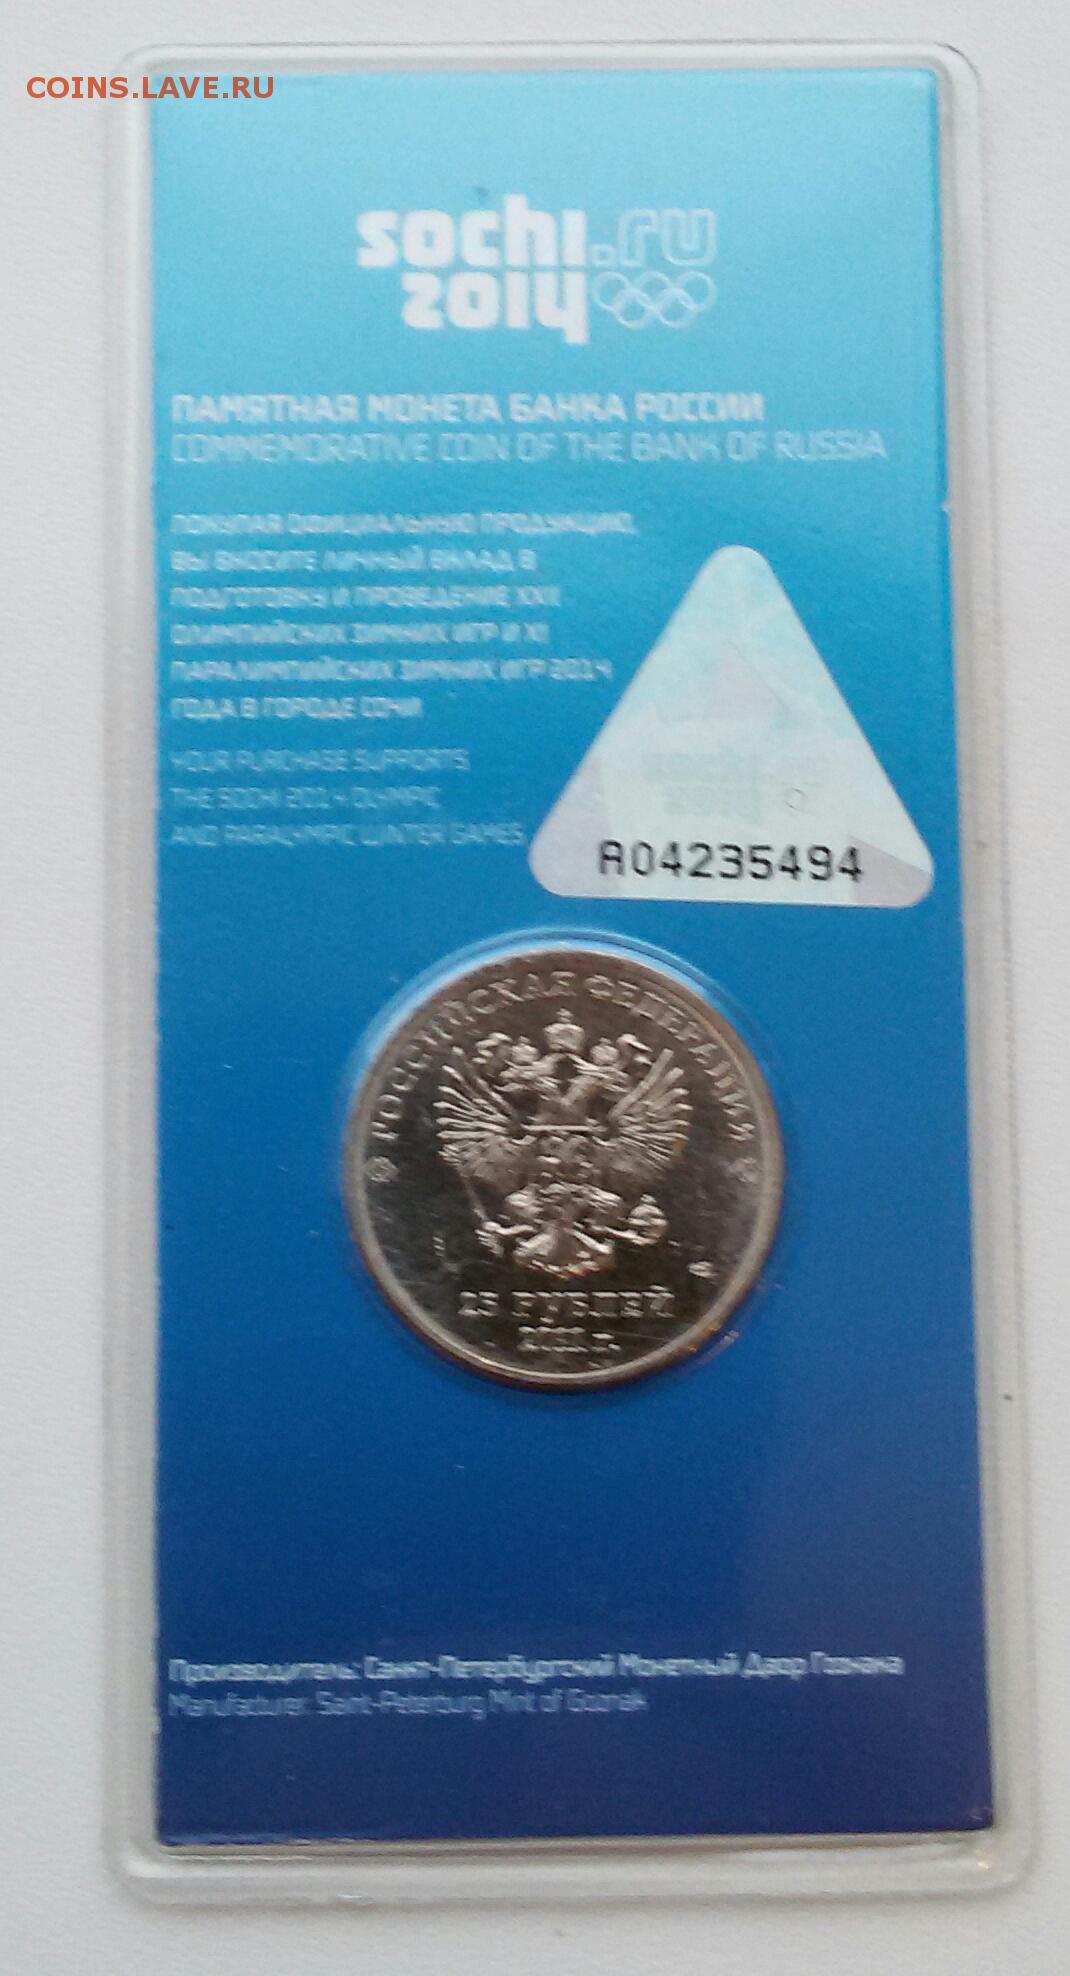 COINS.LAVE.RU
sochi.ru
2014
ПАМЯТНАЯ МОНЕТА БАНКА РОССИИ
COMMEMORATIVE COIN OF THE BANK OF RUSSIA
ПОКУПАЯ ОФИЦИАЛЬНУЮ ПРОДУКЦИЮ,
ВЫ ВНОСИТЕ ЛИЧНЫЙ ВКЛАД В
ПОДГОТОВКУ И ПРОВЕДЕНИЕ XXII
ОЛИМПИЙСКИХ ЗИМНИХ ИГР И XI
ПАРАЛИМПИЙСКИХ ЗИМНИХ ИГР 2014
ГОДА В ГОРОДЕ СОЧИ
YOUR PURCHASE SUPPORTS
THE SOCHI 2014 OLYMPIC
AND PARALYMPIC WINTER GAMES
A04235494
РОССИЙСКАЯ ФЕДЕРАЦИЯ
25 РУБЛЕЙ
2011 г.
Производитель: Санкт-Петербургский Монетный Двор Гознака
Manufacturer: Saint-Petersburg Mint of Goznak